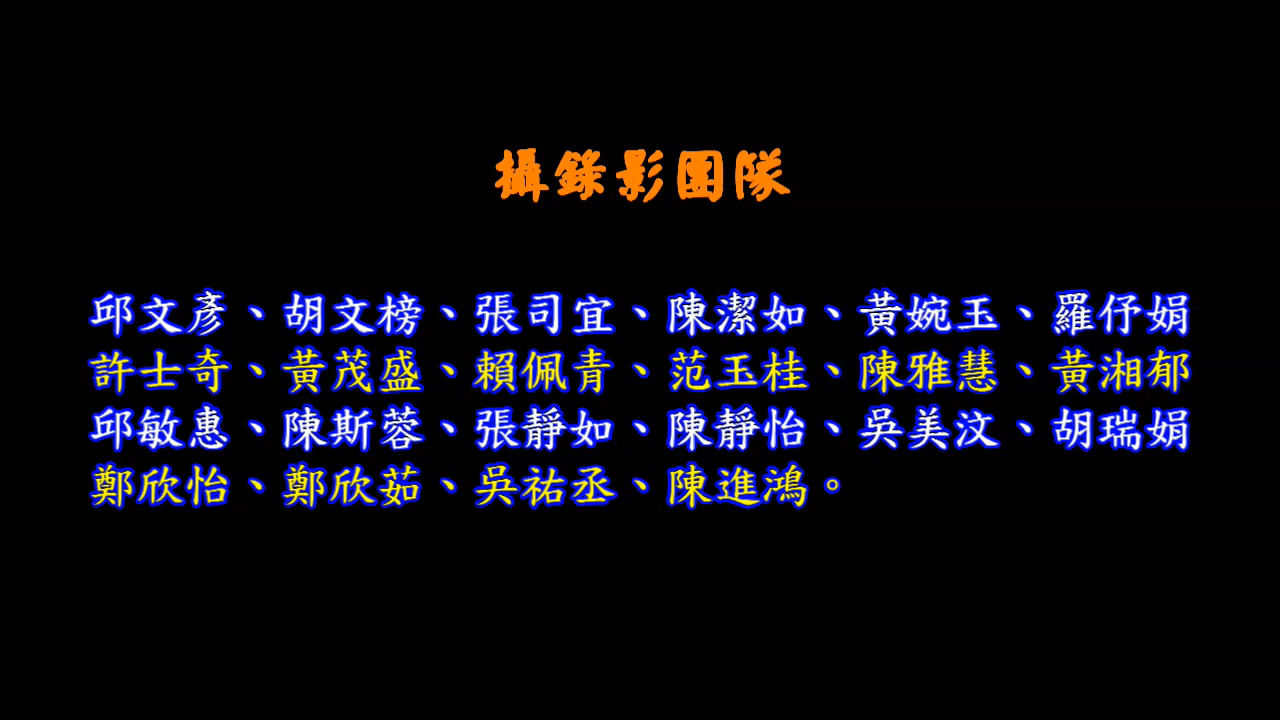 攝錄影團隊
邱文彥、胡文榜、張司宜、陳潔如、黃婉玉、羅伃娟
許士奇、黃茂盛、賴佩青、范玉桂、陳雅慧、黃湘郁
邱敏惠、陳斯蓉、張靜如、陳靜怡、吳美汶、胡瑞娟
鄭欣怡、鄭欣茹、吳祐丞、陳進鴻。